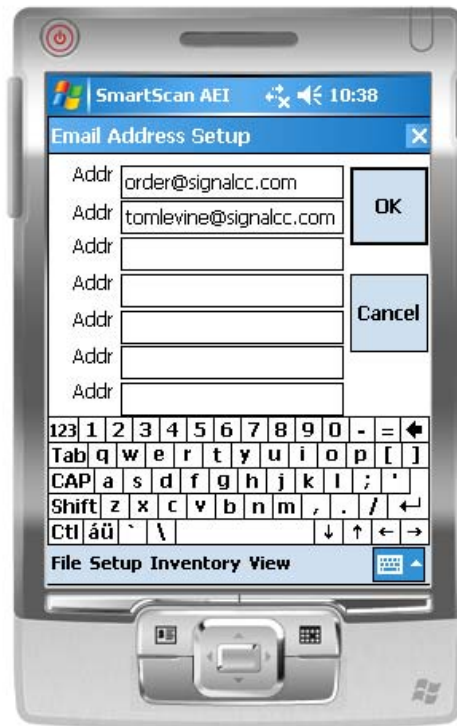 SmartScan AEI 10:38
Email Address Setup
Addr order@signalcc.com
OK
Addr tomlevine@signalcc.com
Addr
Addr
Cancel
Addr
Addr
Addr
123 1 2 3 4 5 6 7 8 9 0 - =
Tab q w e r t y u i o p [ ]
CAP a s d f g h j k l ; '
Shift z x c v b n m , . /
Ctl áü ` \
File Setup Inventory View